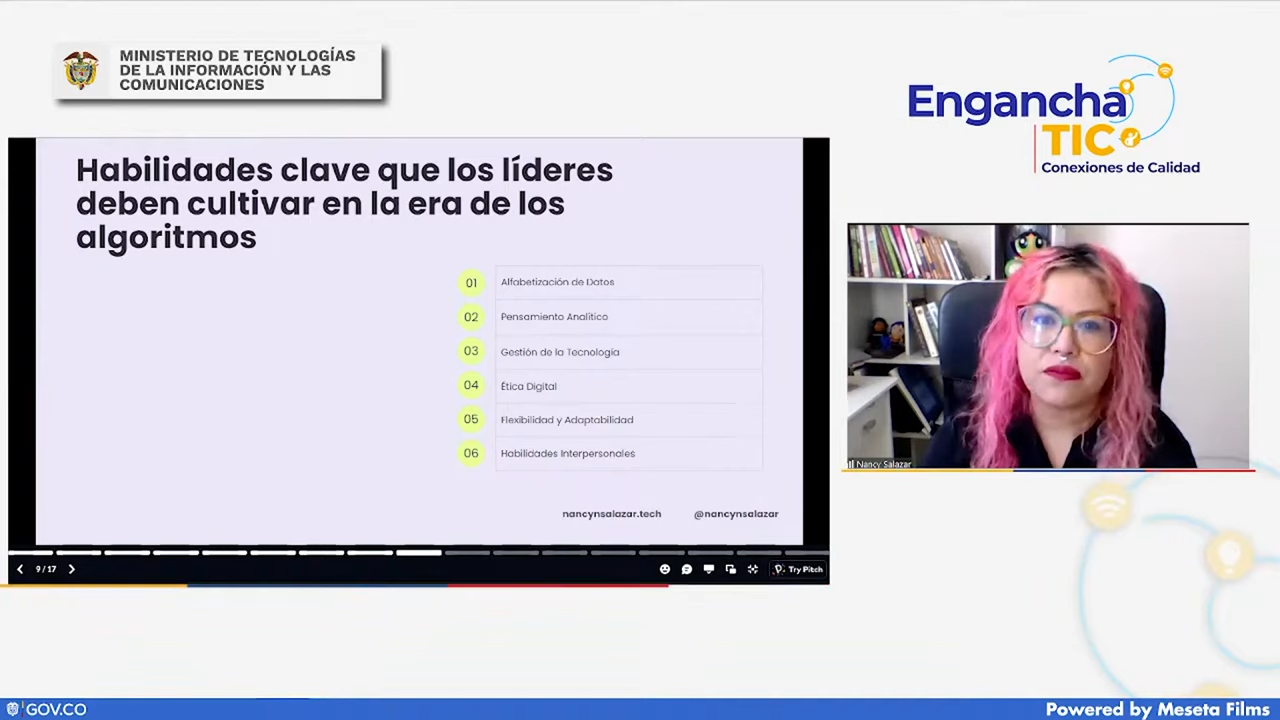 MINISTERIO DE TECNOLOGÍAS
DE LA INFORMACIÓN Y LAS
COMUNICACIONES
Engancha
TIC
Conexiones de Calidad
Habilidades clave que los líderes
deben cultivar en la era de los
algoritmos
01 Alfabetización de Datos
02 Pensamiento Analítico
03 Gestión de la Tecnología
04 Ética Digital
05 Flexibilidad y Adaptabilidad
06 Habilidades Interpersonales
nancynsalazar.tech @nancynsalazar
9 / 17 Try Pitch
Nancy Salazar
GOV.CO
Powered by Meseta Films